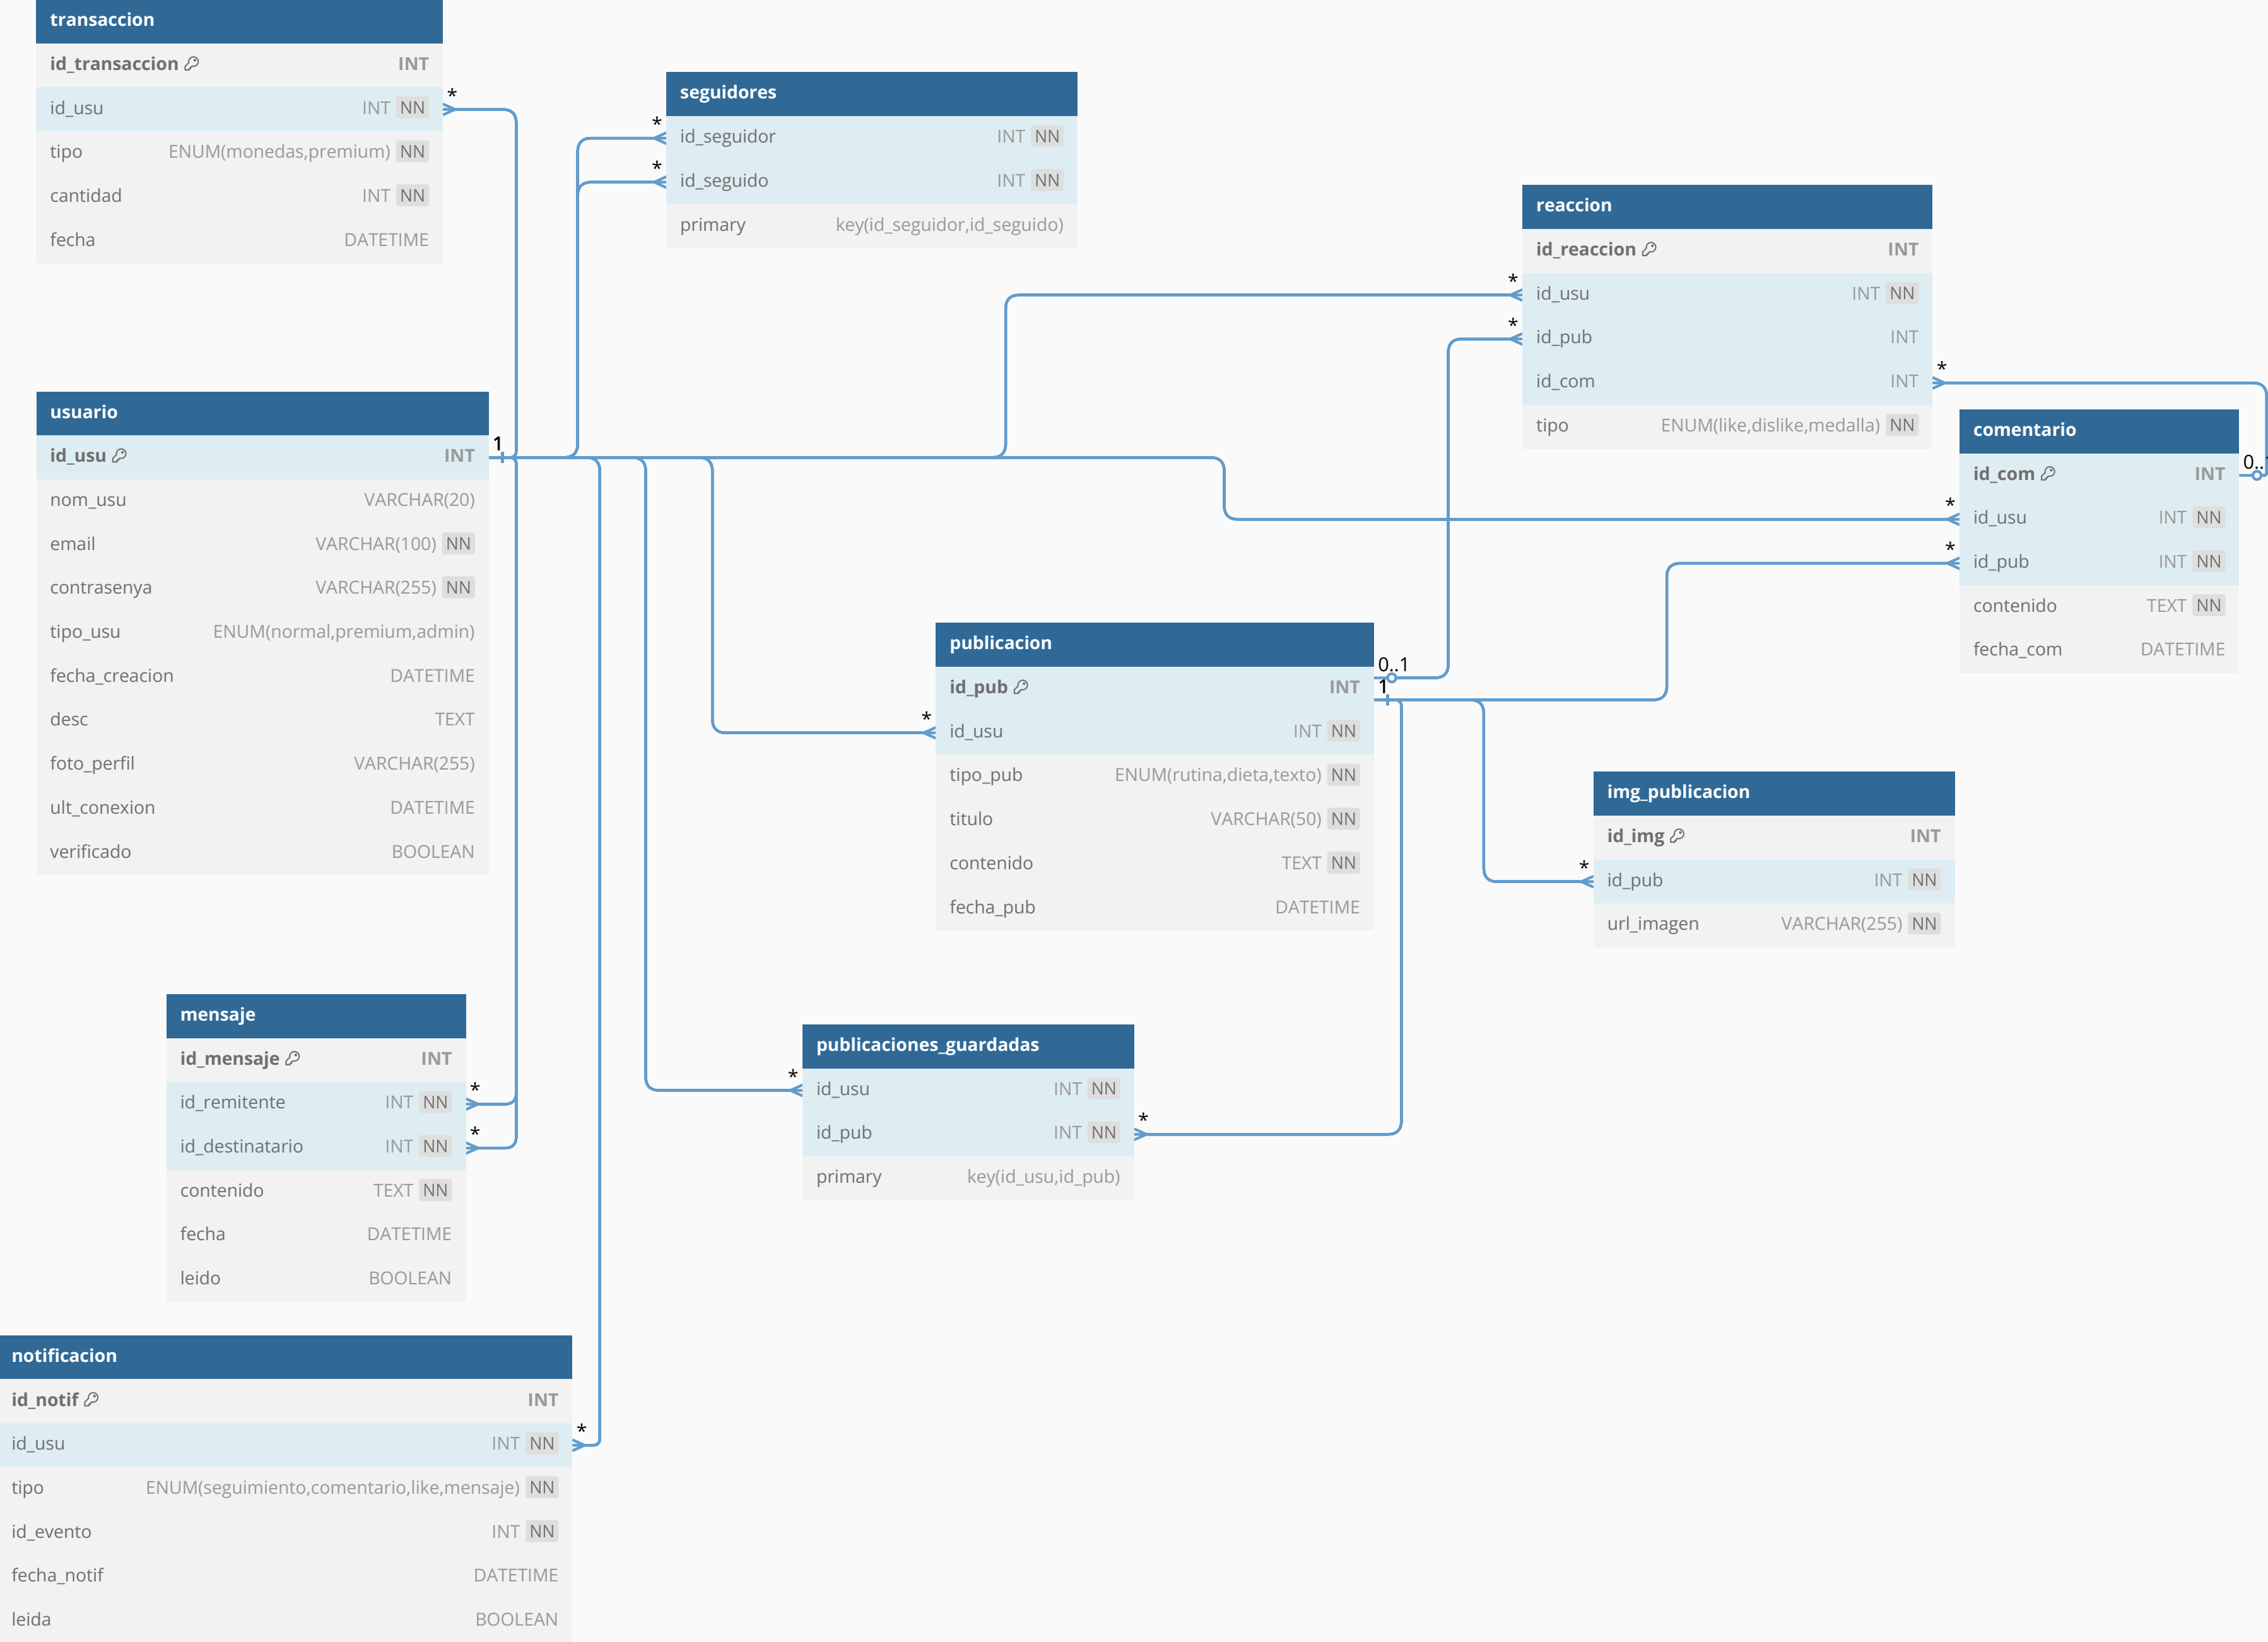 transaccion
id_transaccion INT
id_usu INT NN
*
tipo ENUM(monedas,premium) NN
cantidad INT NN
fecha DATETIME
seguidores
* id_seguidor INT NN
* id_seguido INT NN
primary key(id_seguidor,id_seguido)
reaccion
id_reaccion INT
* id_usu INT NN
* id_pub INT
id_com INT *
tipo ENUM(like,dislike,medalla) NN
usuario
id_usu INT 1
nom_usu VARCHAR(20)
email VARCHAR(100) NN
contrasenya VARCHAR(255) NN
tipo_usu ENUM(normal,premium,admin)
fecha_creacion DATETIME
desc TEXT
foto_perfil VARCHAR(255)
ult_conexion DATETIME
verificado BOOLEAN
comentario
id_com INT 0..
* id_usu INT NN
* id_pub INT NN
contenido TEXT NN
fecha_com DATETIME
publicacion
0..1
id_pub INT 1
* id_usu INT NN
tipo_pub ENUM(rutina,dieta,texto) NN
titulo VARCHAR(50) NN
contenido TEXT NN
fecha_pub DATETIME
img_publicacion
id_img INT
* id_pub INT NN
url_imagen VARCHAR(255) NN
mensaje
id_mensaje INT
id_remitente INT NN *
id_destinatario INT NN *
contenido TEXT NN
fecha DATETIME
leido BOOLEAN
publicaciones_guardadas
* id_usu INT NN
id_pub INT NN *
primary key(id_usu,id_pub)
notificacion
id_notif INT
id_usu INT NN *
tipo ENUM(seguimiento,comentario,like,mensaje) NN
id_evento INT NN
fecha_notif DATETIME
leida BOOLEAN